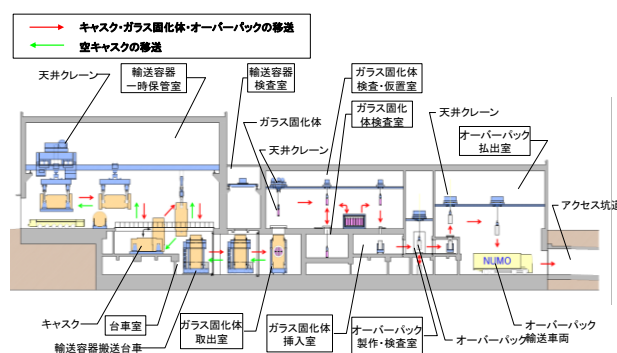 キャスク・ガラス固化体・オーバーパックの移送
空キャスクの移送
天井クレーン
輸送容器
一時保管室
輸送容器
検査室
ガラス固化体
検査・仮置室
ガラス固化体
ガラス固化
体検査室
天井クレーン
天井クレーン
オーバーパック
払出室
アクセス坑道
NUMO
キャスク
台車室
輸送容器搬送台車
ガラス固化体
取出室
ガラス固化体
挿入室
オーバーパック
製作・検査室
オーバーパック
オーバーパック
輸送車両